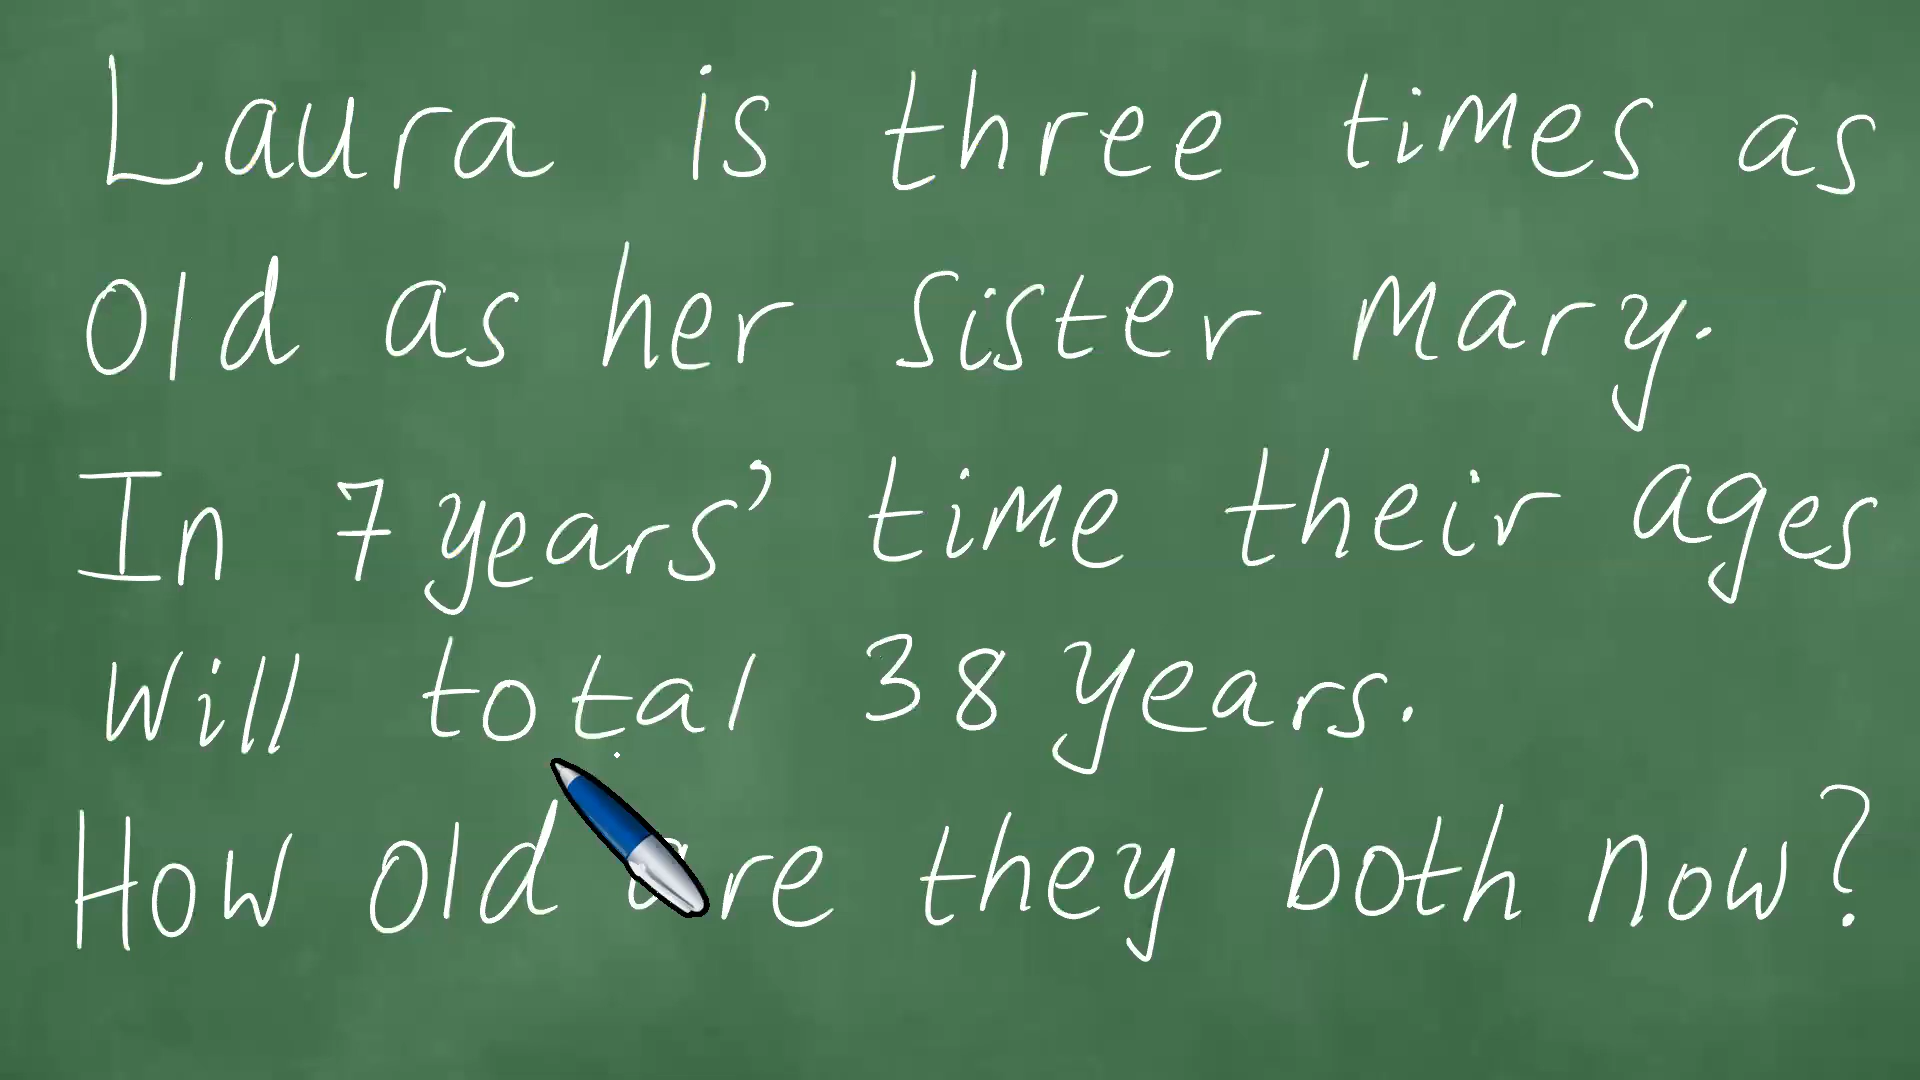 Laura is three times as
old as her sister Mary.
In 7 years' time their ages
will total 38 years.
How old are they both now?